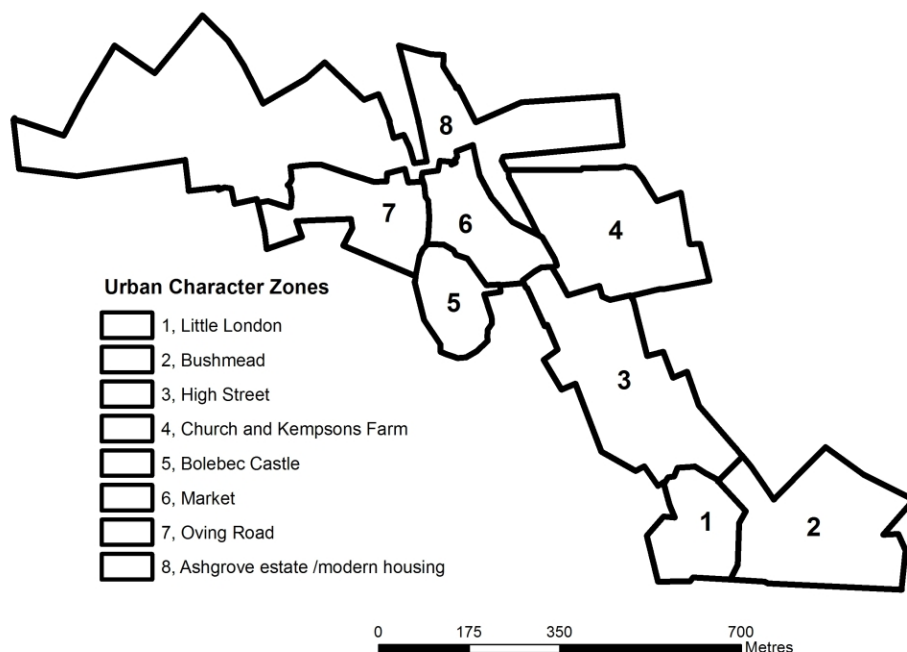 8
7
6
4
5
3
1
2
Urban Character Zones
1, Little London
2, Bushmead
3, High Street
4, Church and Kempsons Farm
5, Bolebec Castle
6, Market
7, Oving Road
8, Ashgrove estate /modern housing
0 175 350 700
Metres